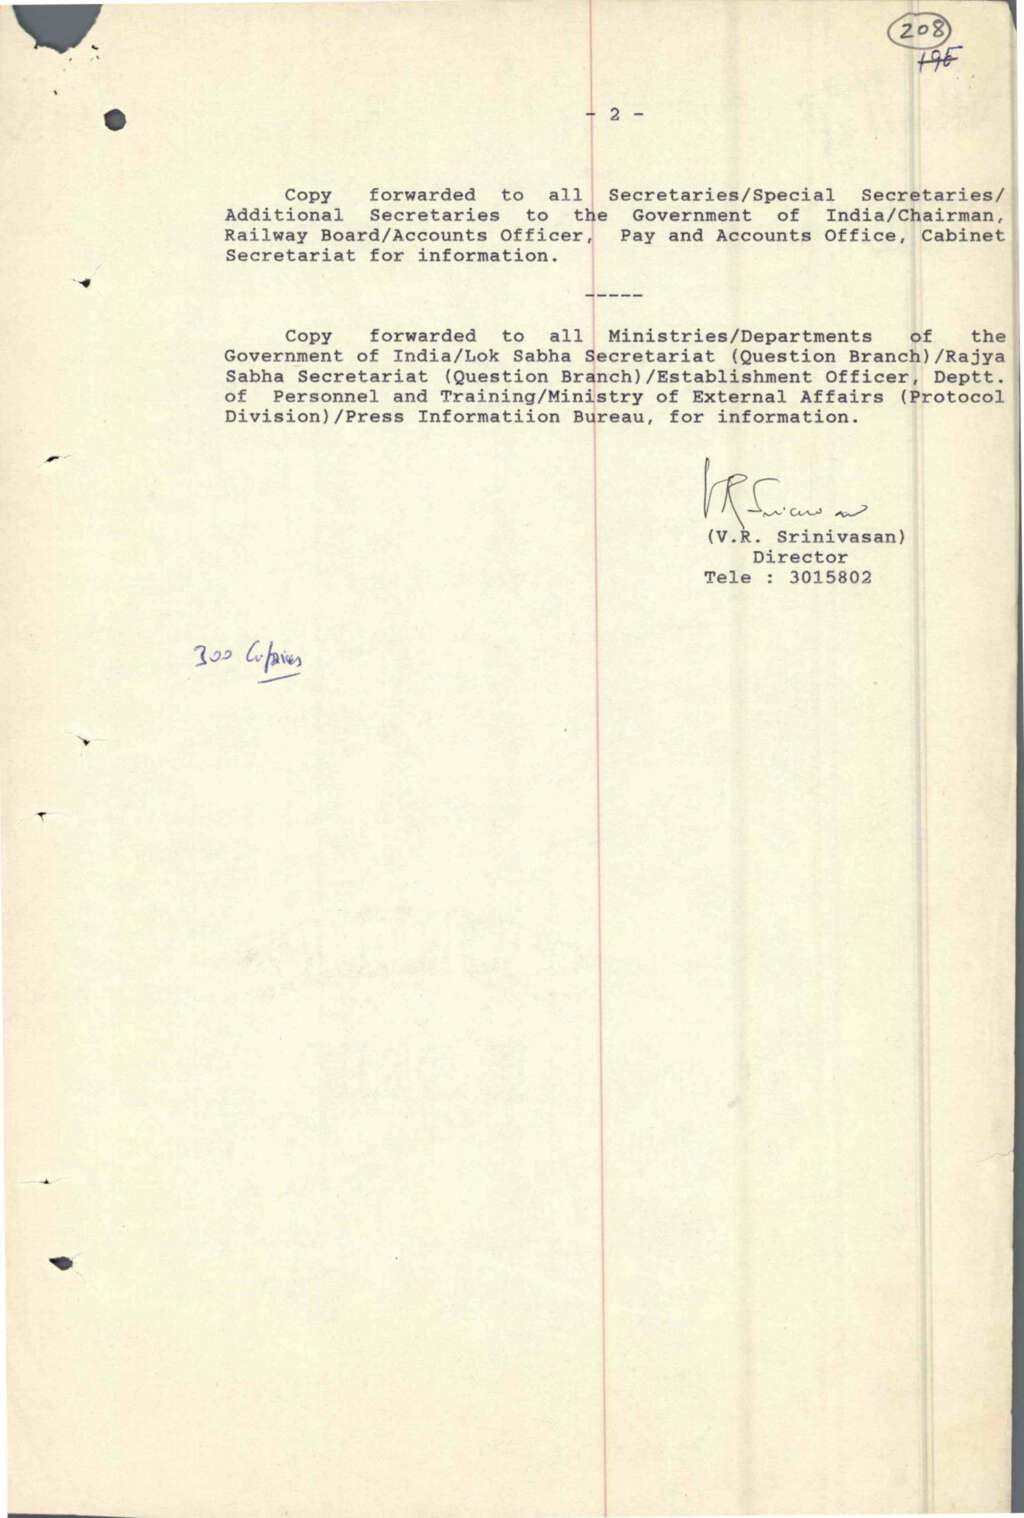 208
195
- 2 -
Copy forwarded to all Secretaries/Special Secretaries/
Additional Secretaries to the Government of India/Chairman,
Railway Board/Accounts Officer, Pay and Accounts Office, Cabinet
Secretariat for information.
-----
Copy forwarded to all Ministries/Departments of the
Government of India/Lok Sabha Secretariat (Question Branch)/Rajya
Sabha Secretariat (Question Branch)/Establishment Officer, Deptt.
of Personnel and Training/Ministry of External Affairs (Protocol
Division)/Press Informatiion Bureau, for information.
VR Srinivasan
(V.R. Srinivasan)
Director
Tele : 3015802
300